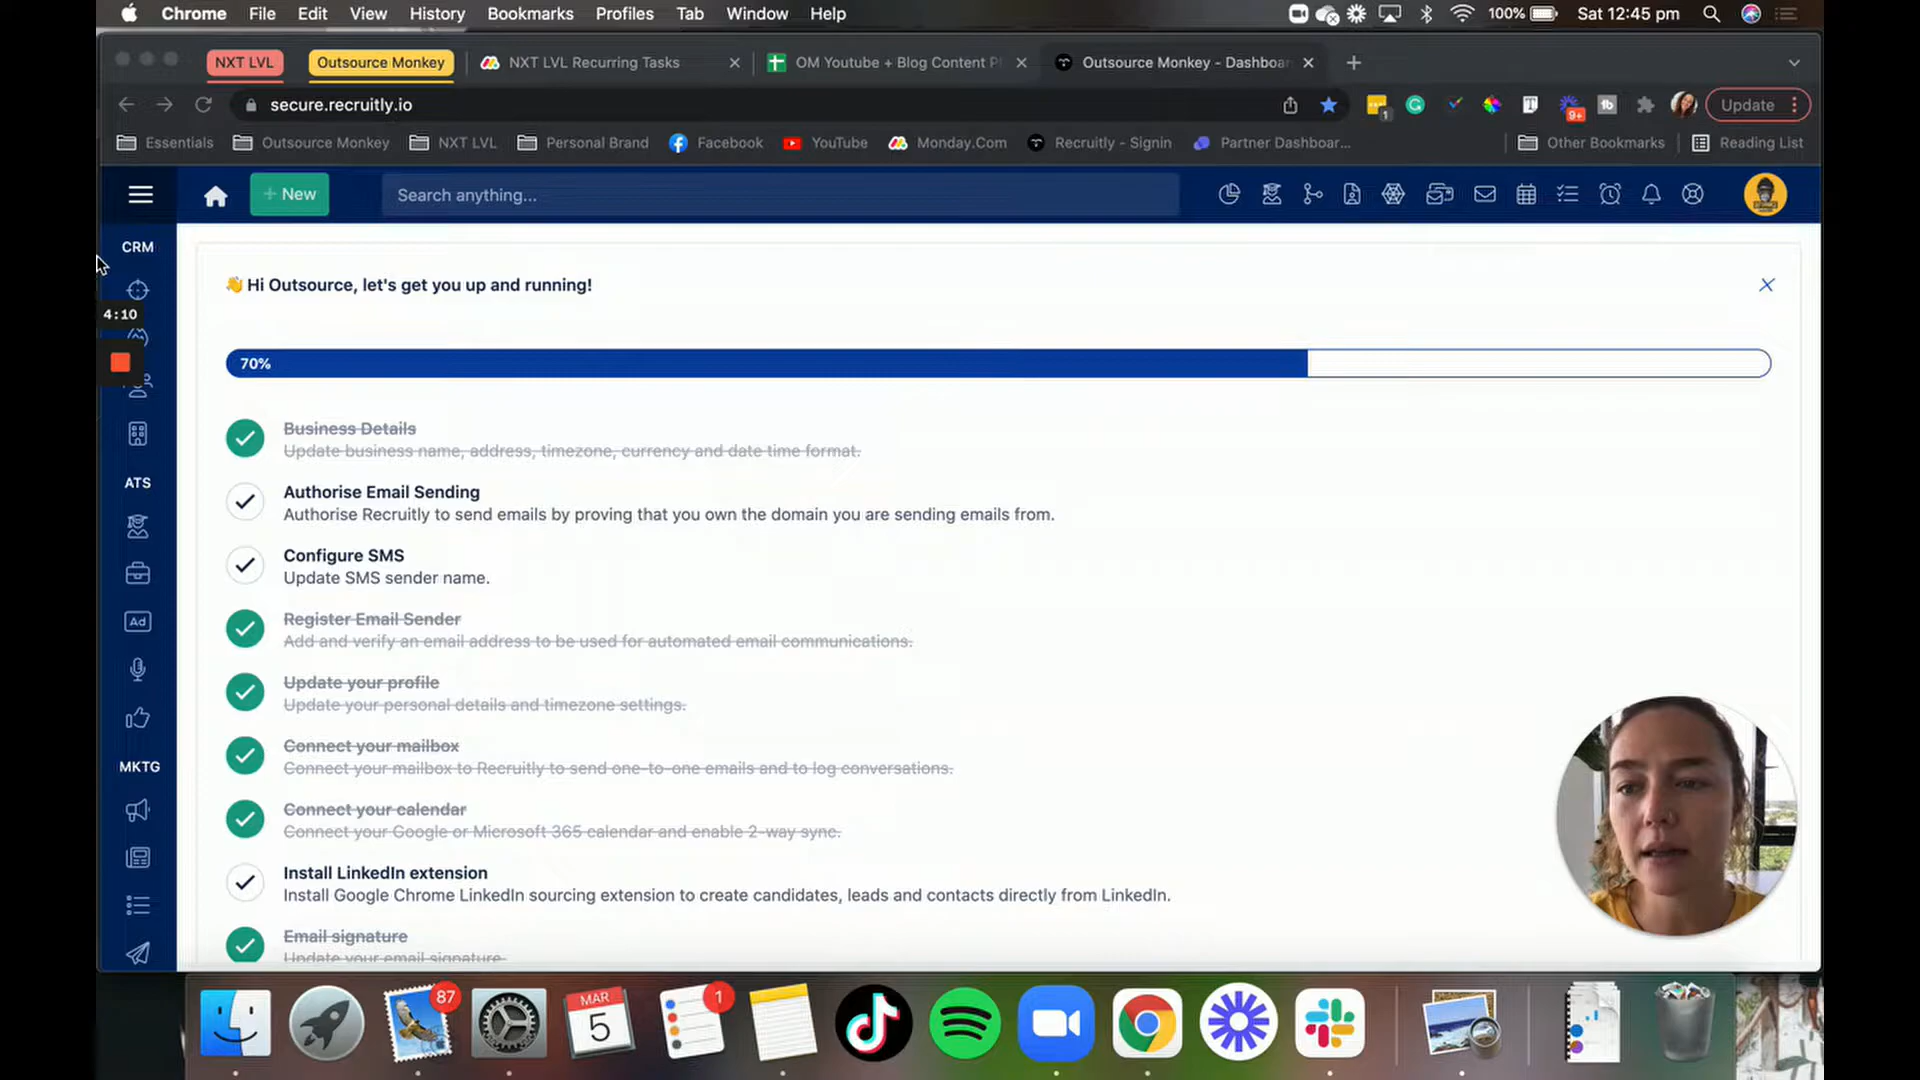 Chrome File Edit View History Bookmarks Profiles Tab Window Help 100% Sat 12:45 pm
NXT LVL Outsource Monkey NXT LVL Recurring Tasks OM Youtube + Blog Content P Outsource Monkey - Dashboar
secure.recruitly.io 1 9+ Update
Essentials Outsource Monkey NXT LVL Personal Brand Facebook YouTube Monday.Com Recruitly - Signin Partner Dashboar... Other Bookmarks Reading List
+ New Search anything...
CRM
4:10
ATS
Ad
MKTG
👋 Hi Outsource, let's get you up and running!
70%
Business Details
Update business name, address, timezone, currency and date time format.
Authorise Email Sending
Authorise Recruitly to send emails by proving that you own the domain you are sending emails from.
Configure SMS
Update SMS sender name.
Register Email Sender
Add and verify an email address to be used for automated email communications.
Update your profile
Update your personal details and timezone settings.
Connect your mailbox
Connect your mailbox to Recruitly to send one-to-one emails and to log conversations.
Connect your calendar
Connect your Google or Microsoft 365 calendar and enable 2-way sync.
Install LinkedIn extension
Install Google Chrome LinkedIn sourcing extension to create candidates, leads and contacts directly from LinkedIn.
Email signature
Update your email signature.
87 MAR 5 1